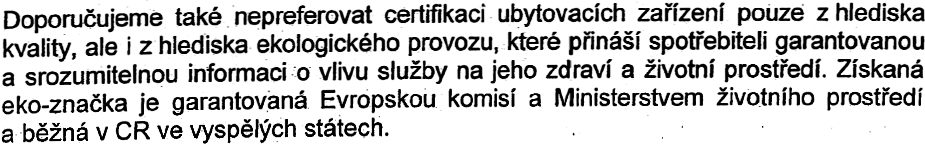 Doporučujeme také nepreferovat certifikaci ubytovacích zařízení pouze z hlediska
kvality, ale i z hlediska ekologického provozu, které přináší spotřebiteli garantovanou
a srozumitelnou informaci o vlivu služby na jeho zdraví a životní prostředí. Získaná
eko-značka je garantovaná Evropskou komisí a Ministerstvem životního prostředí
a běžná v CR ve vyspělých státech.